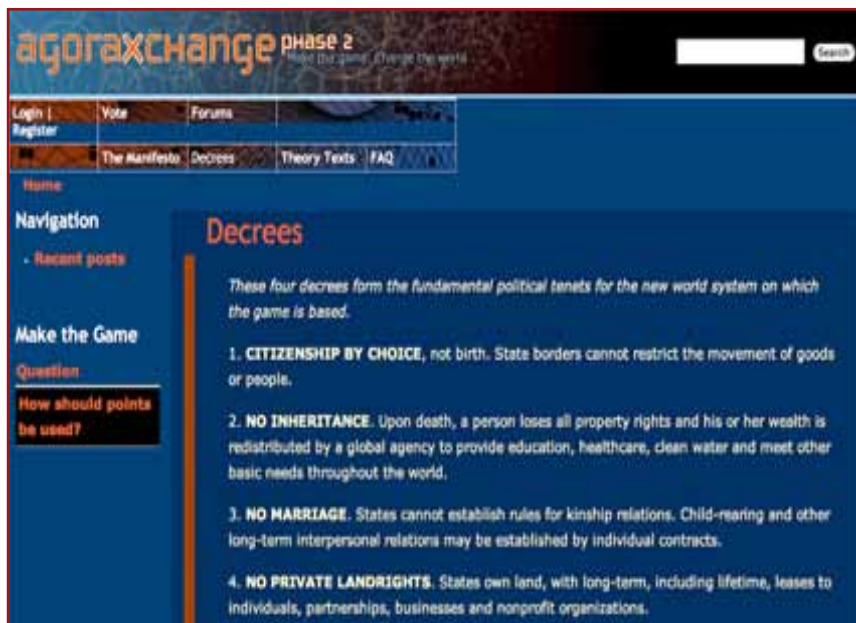 agoraxchange phase 2
Make the game. Change the world
Search
Login |
Register
Vote
Forums
The Manifesto
Decrees
Theory Texts
FAQ
Home
Navigation
- Recent posts
Make the Game
Question
How should points
be used?
Decrees
These four decrees form the fundamental political tenets for the new world system on which
the game is based.
1. CITIZENSHIP BY CHOICE, not birth. State borders cannot restrict the movement of goods
or people.
2. NO INHERITANCE. Upon death, a person loses all property rights and his or her wealth is
redistributed by a global agency to provide education, healthcare, clean water and meet other
basic needs throughout the world.
3. NO MARRIAGE. States cannot establish rules for kinship relations. Child-rearing and other
long-term interpersonal relations may be established by individual contracts.
4. NO PRIVATE LANDRIGHTS. States own land, with long-term, including lifetime, leases to
individuals, partnerships, businesses and nonprofit organizations.